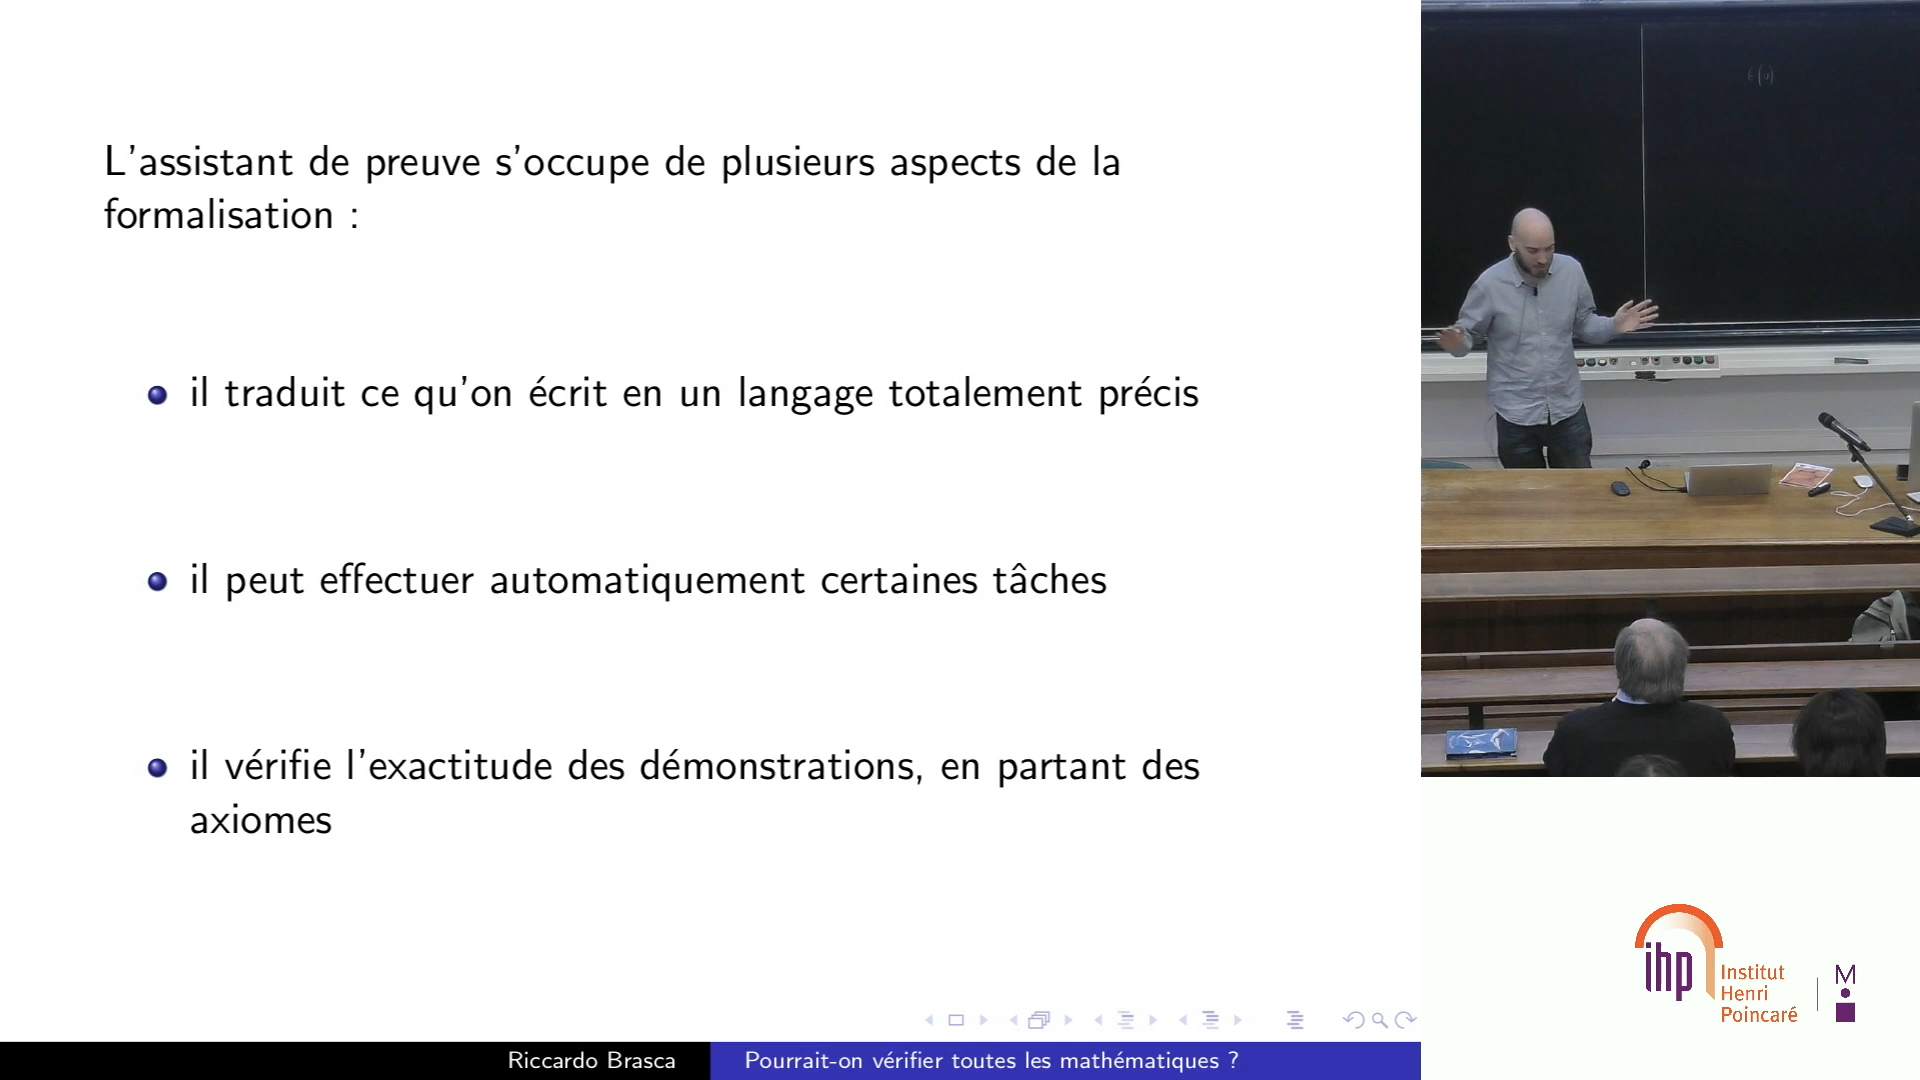 L'assistant de preuve s'occupe de plusieurs aspects de la
formalisation :
il traduit ce qu'on écrit en un langage totalement précis
il peut effectuer automatiquement certaines tâches
il vérifie l'exactitude des démonstrations, en partant des
axiomes
Riccardo Brasca
Pourrait-on vérifier toutes les mathématiques ?
ihp
Institut
Henri
Poincaré
M